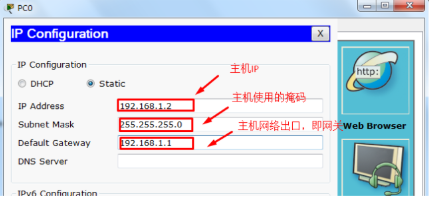 PC0
IP Configuration X
IP Configuration
DHCP Static
主机IP
IP Address 192.168.1.2
主机使用的掩码
Subnet Mask 255.255.255.0
主机网络出口，即网关
Default Gateway 192.168.1.1
DNS Server
IPv6 Configuration
http:
Web Browser